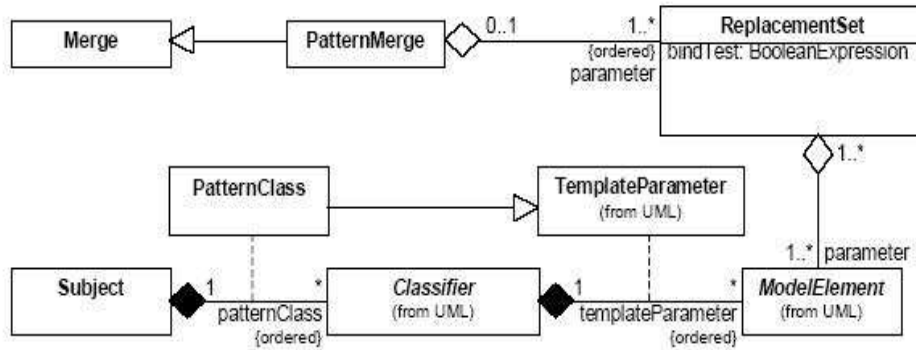 Merge
PatternMerge
0..1
1..*
{ordered}
parameter
ReplacementSet
bindTest: BooleanExpression
1..*
PatternClass
TemplateParameter
(from UML)
1..*
parameter
Subject
1
*
patternClass
{ordered}
Classifier
(from UML)
1
*
templateParameter
{ordered}
ModelElement
(from UML)